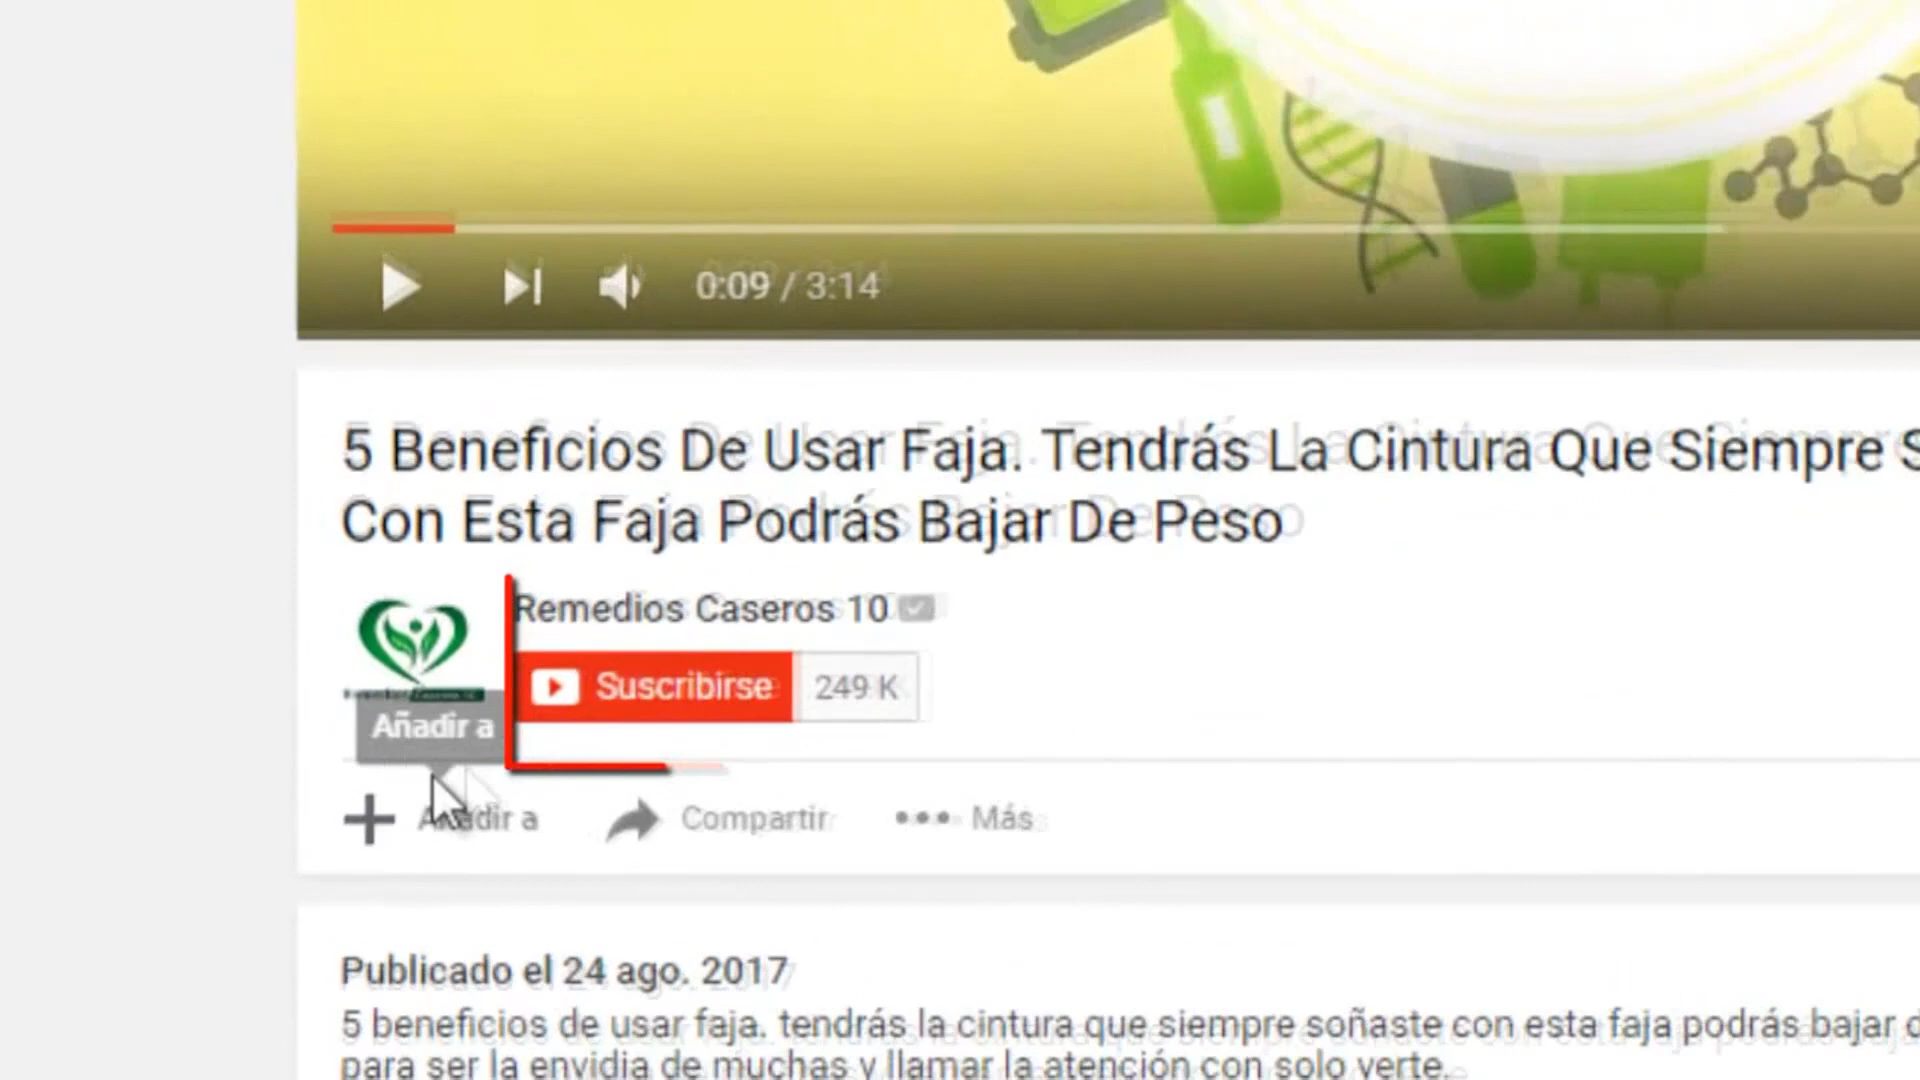 0:09 / 3:14
5 Beneficios De Usar Faja. Tendrás La Cintura Que Siempre S
Con Esta Faja Podrás Bajar De Peso
Remedios Caseros 10
Suscribirse 249 K
Añadir a
Añadir a Compartir Más
Publicado el 24 ago. 2017
5 beneficios de usar faja. tendrás la cintura que siempre soñaste con esta faja podrás bajar d
para ser la envidia de muchas y llamar la atención con solo verte.